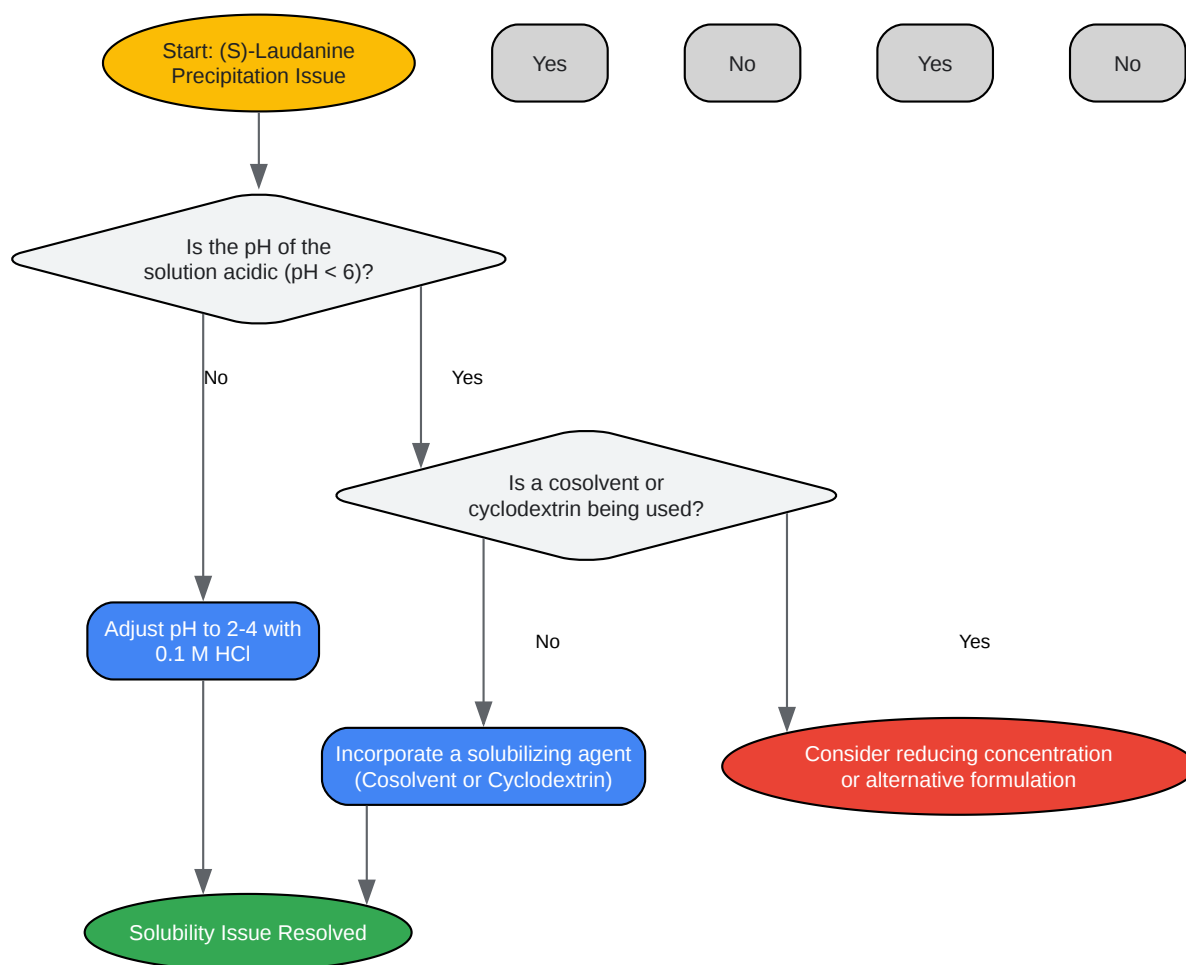 Start: (S)-Laudanine
Precipitation Issue
Yes
No
Yes
No
Is the pH of the
solution acidic (pH < 6)?
No
Yes
Is a cosolvent or
cyclodextrin being used?
Adjust pH to 2-4 with
0.1 M HCl
No
Yes
Incorporate a solubilizing agent
(Cosolvent or Cyclodextrin)
Consider reducing concentration
or alternative formulation
Solubility Issue Resolved